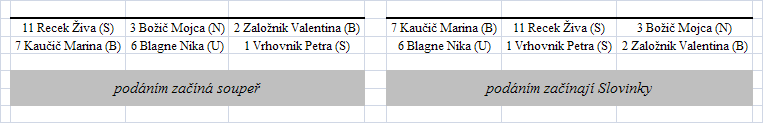 11 Recek Živa (S) 3 Božič Mojca (N) 2 Založnik Valentina (B)
7 Kaučič Marina (B) 6 Blagne Nika (U) 1 Vrhovnik Petra (S)
podáním začíná soupeř
7 Kaučič Marina (B) 11 Recek Živa (S) 3 Božič Mojca (N)
6 Blagne Nika (U) 1 Vrhovnik Petra (S) 2 Založnik Valentina (B)
podáním začínají Slovinky